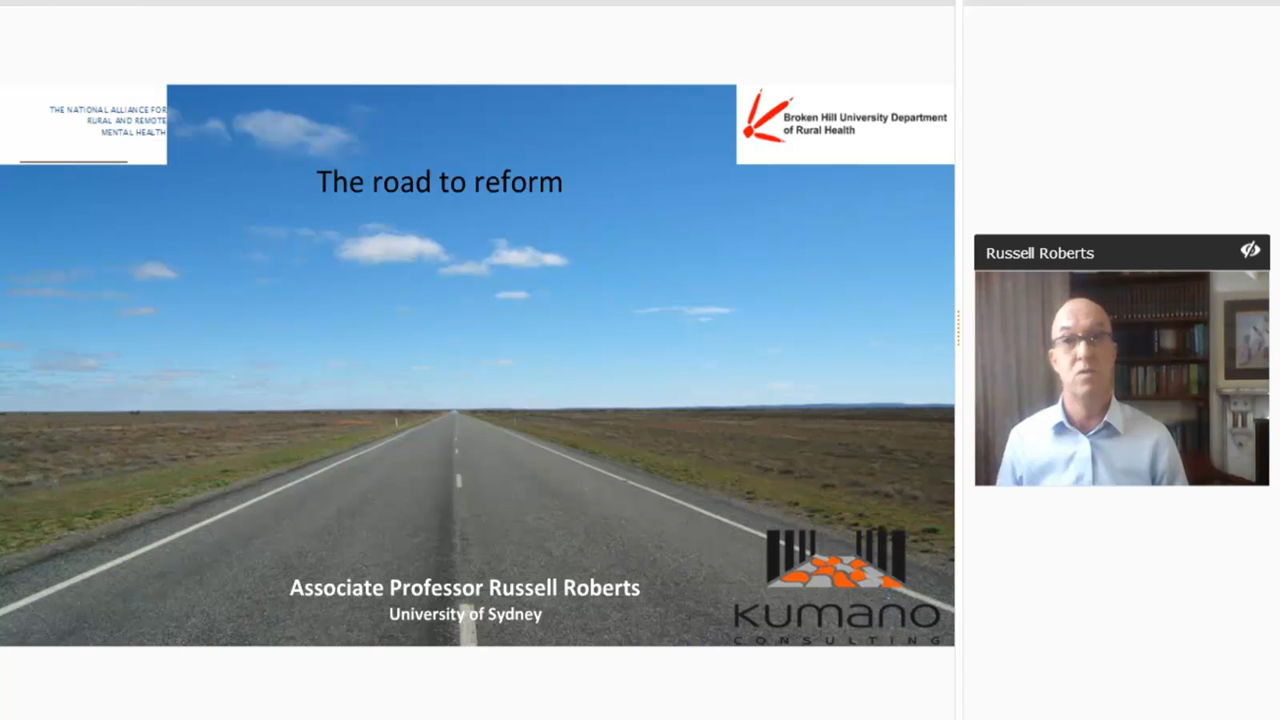 THE NATIONAL ALLIANCE FOR
RURAL AND REMOTE
MENTAL HEALTH
Broken Hill University Department
of Rural Health
The road to reform
Russell Roberts
Associate Professor Russell Roberts
University of Sydney
KUMANO
CONSULTING